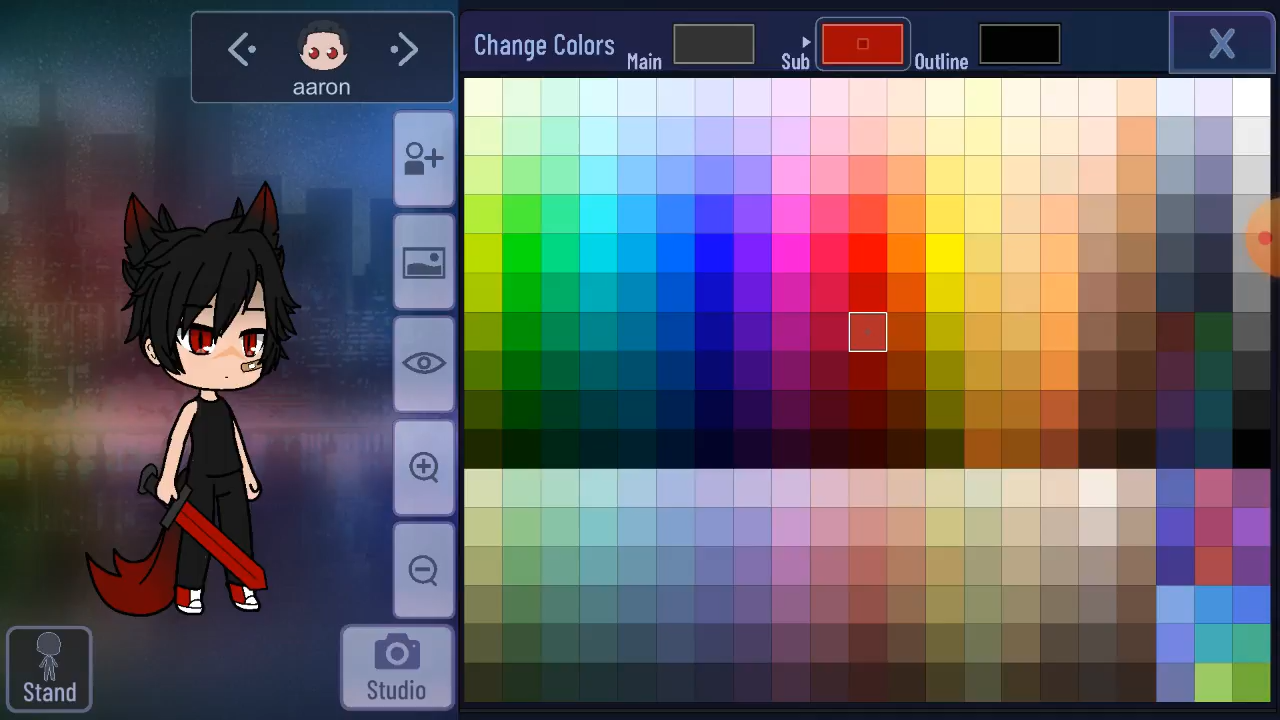 aaron
Change Colors
Main
Sub
Outline
Stand
Studio